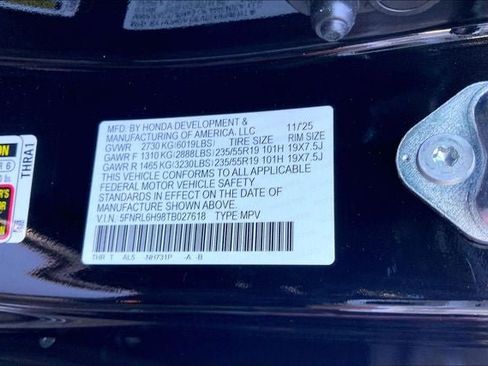 MFD. BY HONDA DEVELOPMENT & 11/'25
MANUFACTURING OF AMERICA, LLC
GVWR 2730 KG(6019LBS) TIRE SIZE RIM SIZE
GAWR F 1310 KG(2888LBS) 235/55R19 101H 19X7.5J
GAWR R 1465 KG(3230LBS) 235/55R19 101H 19X7.5J
THIS VEHICLE CONFORMS TO ALL APPLICABLE
FEDERAL MOTOR VEHICLE SAFETY
STANDARDS IN EFFECT ON THE DATE OF
MANUFACTURE SHOWN ABOVE.
V.I.N. 5FNRL6H98TB027618 TYPE MPV
THR T AL5 -NH731P -A -B
THRA1